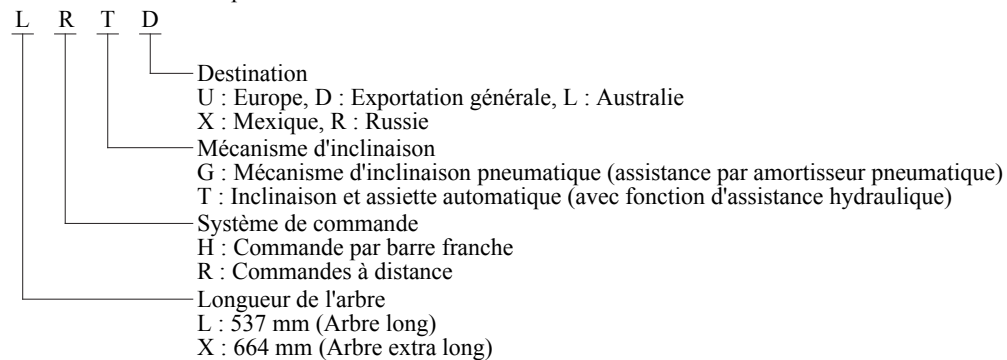 L R T D
Destination
U : Europe, D : Exportation générale, L : Australie
X : Mexique, R : Russie
Mécanisme d'inclinaison
G : Mécanisme d'inclinaison pneumatique (assistance par amortisseur pneumatique)
T : Inclinaison et assiette automatique (avec fonction d'assistance hydraulique)
Système de commande
H : Commande par barre franche
R : Commandes à distance
Longueur de l'arbre
L : 537 mm (Arbre long)
X : 664 mm (Arbre extra long)